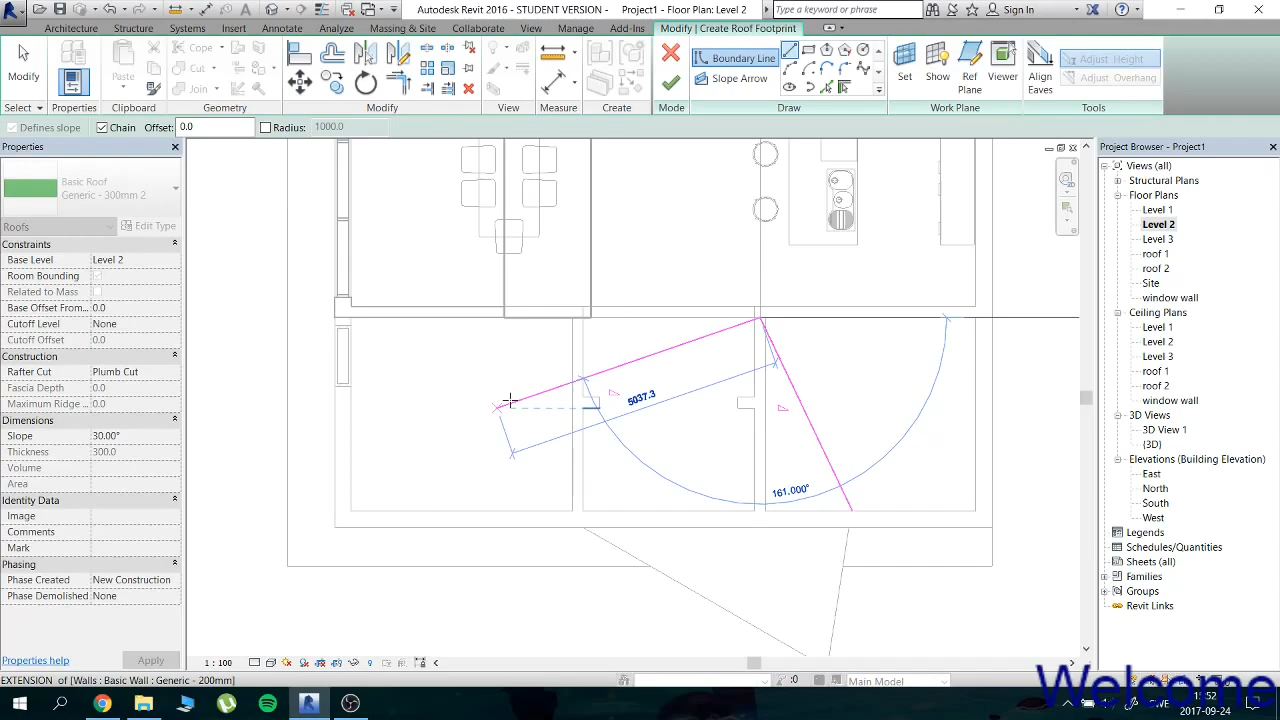 Autodesk Revit 2016 - STUDENT VERSION - Project1 - Floor Plan: Level 2
Type a keyword or phrase
Sign In
Architecture Structure Systems Insert Annotate Analyze Massing & Site Collaborate View Manage Add-Ins Modify | Create Roof Footprint
Modify
Paste
Cope
Cut
Join
Boundary Line
Slope Arrow
Set Show Ref Plane Viewer
Align Eaves
Adjust Height
Adjust Overhang
Select Properties Clipboard Geometry Modify View Measure Create Mode Draw Work Plane Tools
Defines slope Chain Offset: 0.0 Radius: 1000.0
Properties
Basic Roof
Generic - 300mm 2
Roofs Edit Type
Constraints
Base Level Level 2
Room Bounding
Related to Mass
Base Offset From... 0.0
Cutoff Level None
Cutoff Offset 0.0
Construction
Rafter Cut Plumb Cut
Fascia Depth 0.0
Maximum Ridge ... 0.0
Dimensions
Slope 30.00°
Thickness 300.0
Volume
Area
Identity Data
Image
Comments
Mark
Phasing
Phase Created New Construction
Phase Demolished None
Properties help Apply
5037.3
161.000°
Project Browser - Project1
Views (all)
Structural Plans
Floor Plans
Level 1
Level 2
Level 3
roof 1
roof 2
Site
window wall
Ceiling Plans
Level 1
Level 2
Level 3
roof 1
roof 2
window wall
3D Views
3D View 1
{3D}
Elevations (Building Elevation)
East
North
South
West
Legends
Schedules/Quantities
Sheets (all)
Families
Groups
Revit Links
1 : 100
EXTENSION of [Walls : Basic Wall : Generic - 200mm]
:0
Main Model
Welcome
SWE
15:52
2017-09-24